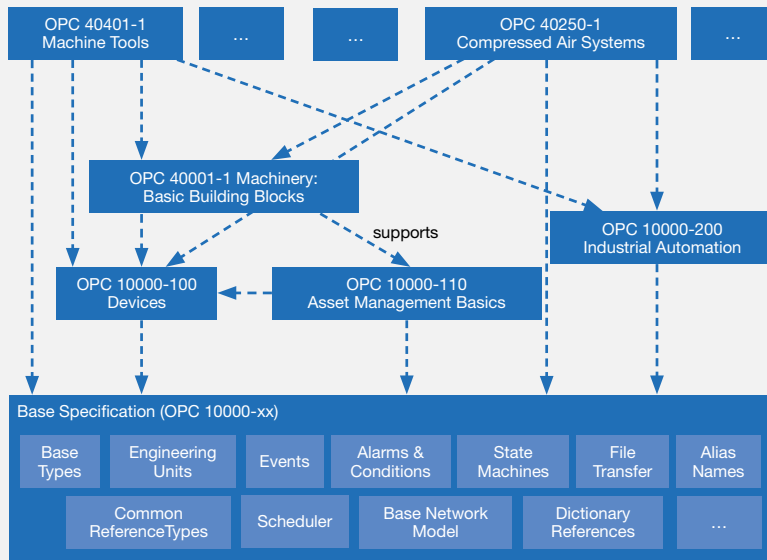 OPC 40401-1
Machine Tools
...
...
OPC 40250-1
Compressed Air Systems
...
OPC 40001-1 Machinery:
Basic Building Blocks
supports
OPC 10000-200
Industrial Automation
OPC 10000-100
Devices
OPC 10000-110
Asset Management Basics
Base Specification (OPC 10000-xx)
Base
Types
Engineering
Units
Events
Alarms &
Conditions
State
Machines
File
Transfer
Alias
Names
Common
ReferenceTypes
Scheduler
Base Network
Model
Dictionary
References
...